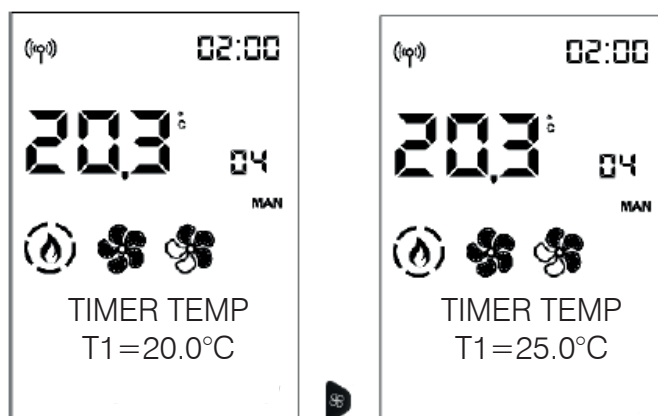 02:00
20,3 °c
04
MAN
TIMER TEMP
T1=20.0°C
02:00
20,3 °c
04
MAN
TIMER TEMP
T1=25.0°C